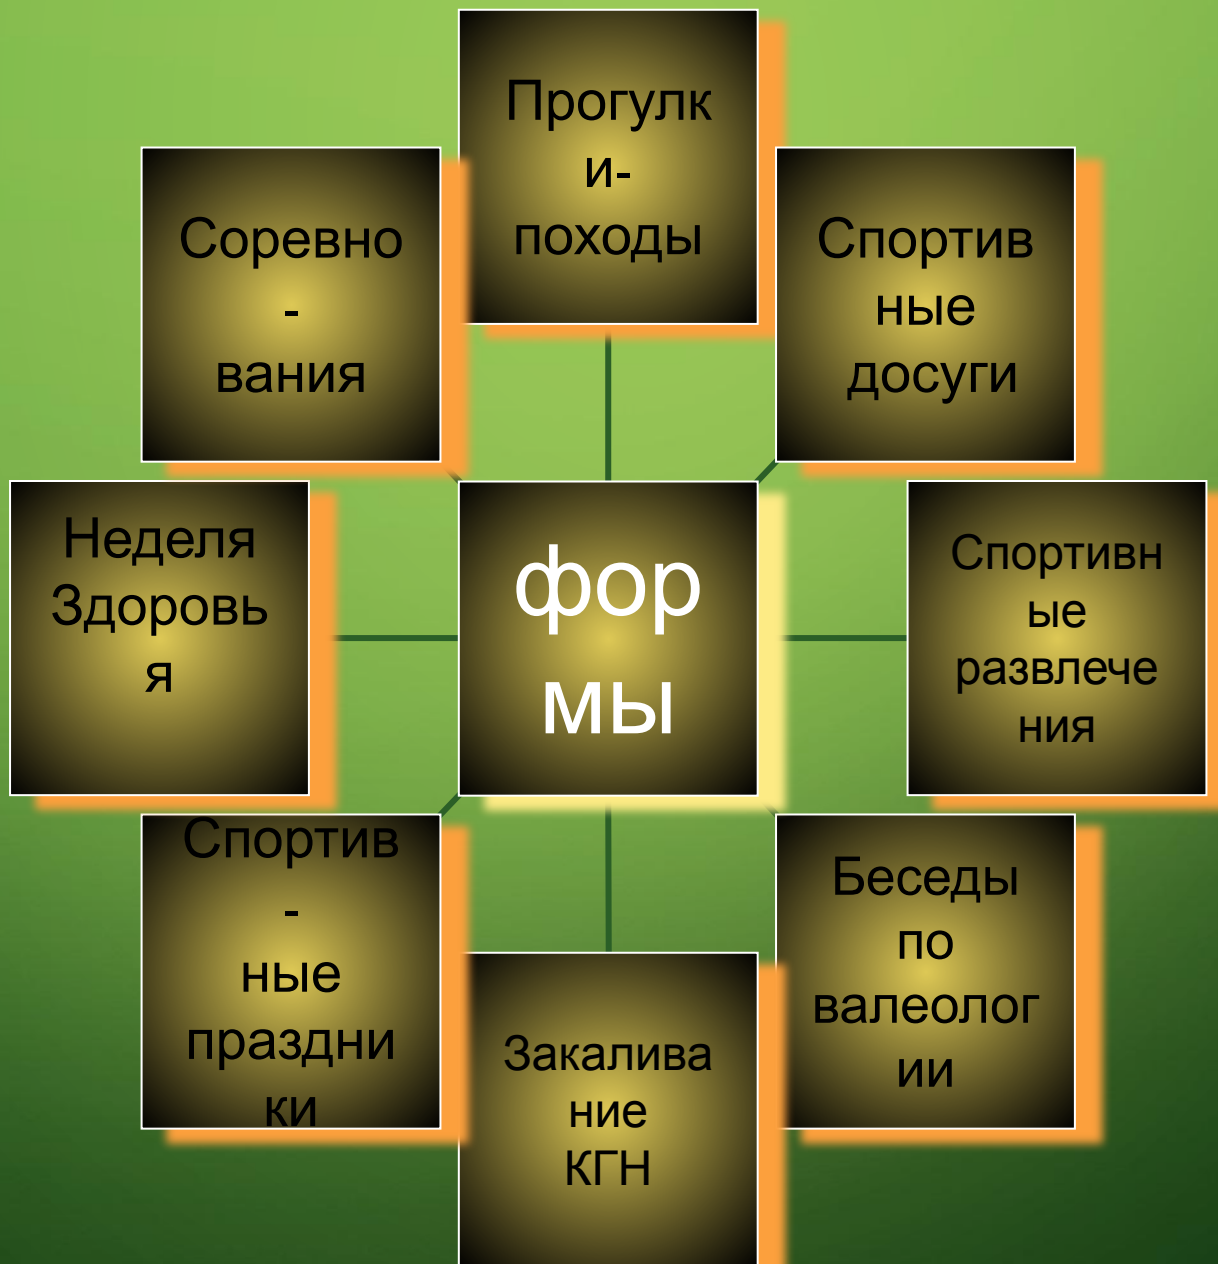 Прогулк
и-
походы
Спортив
ные
досуги
Спортивн
ые
развлече
ния
Беседы
по
валеолог
ии
Закалива
ние
КГН
Спортив
-
ные
праздни
ки
Неделя
Здоровь
я
Соревно
-
вания
фор
мы